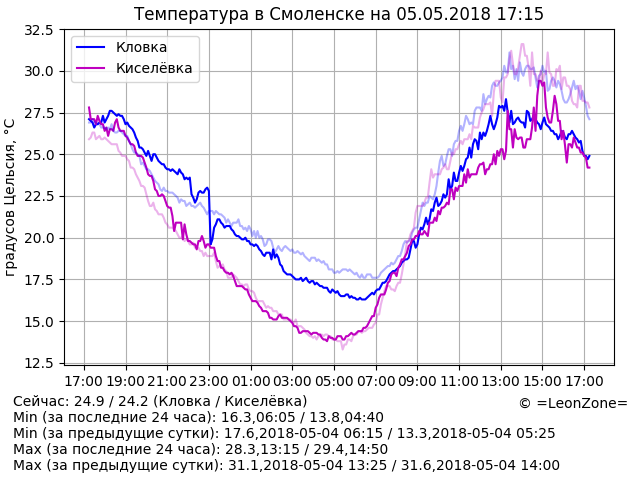 Температура в Смоленске на 05.05.2018 17:15
32.5
30.0
27.5
25.0
22.5
20.0
17.5
15.0
12.5
градусов Цельсия, °C
Кловка
Киселёвка
17:00 19:00 21:00 23:00 01:00 03:00 05:00 07:00 09:00 11:00 13:00 15:00 17:00
Сейчас: 24.9 / 24.2 (Кловка / Киселёвка)
© =LeonZone=
Min (за последние 24 часа): 16.3,06:05 / 13.8,04:40
Min (за предыдущие сутки): 17.6,2018-05-04 06:15 / 13.3,2018-05-04 05:25
Max (за последние 24 часа): 28.3,13:15 / 29.4,14:50
Max (за предыдущие сутки): 31.1,2018-05-04 13:25 / 31.6,2018-05-04 14:00